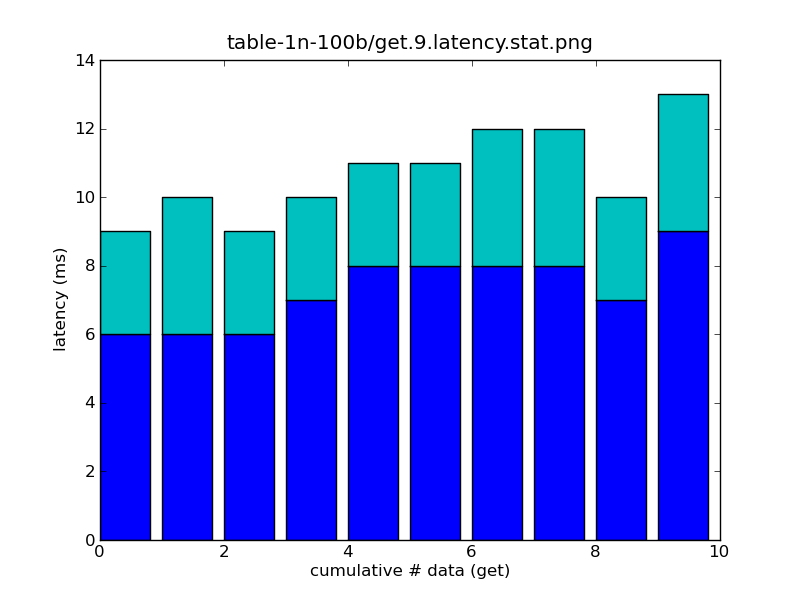 table-1n-100b/get.9.latency.stat.png
14
12
10
8
6
4
2
0
latency (ms)
0 2 4 6 8 10
cumulative # data (get)